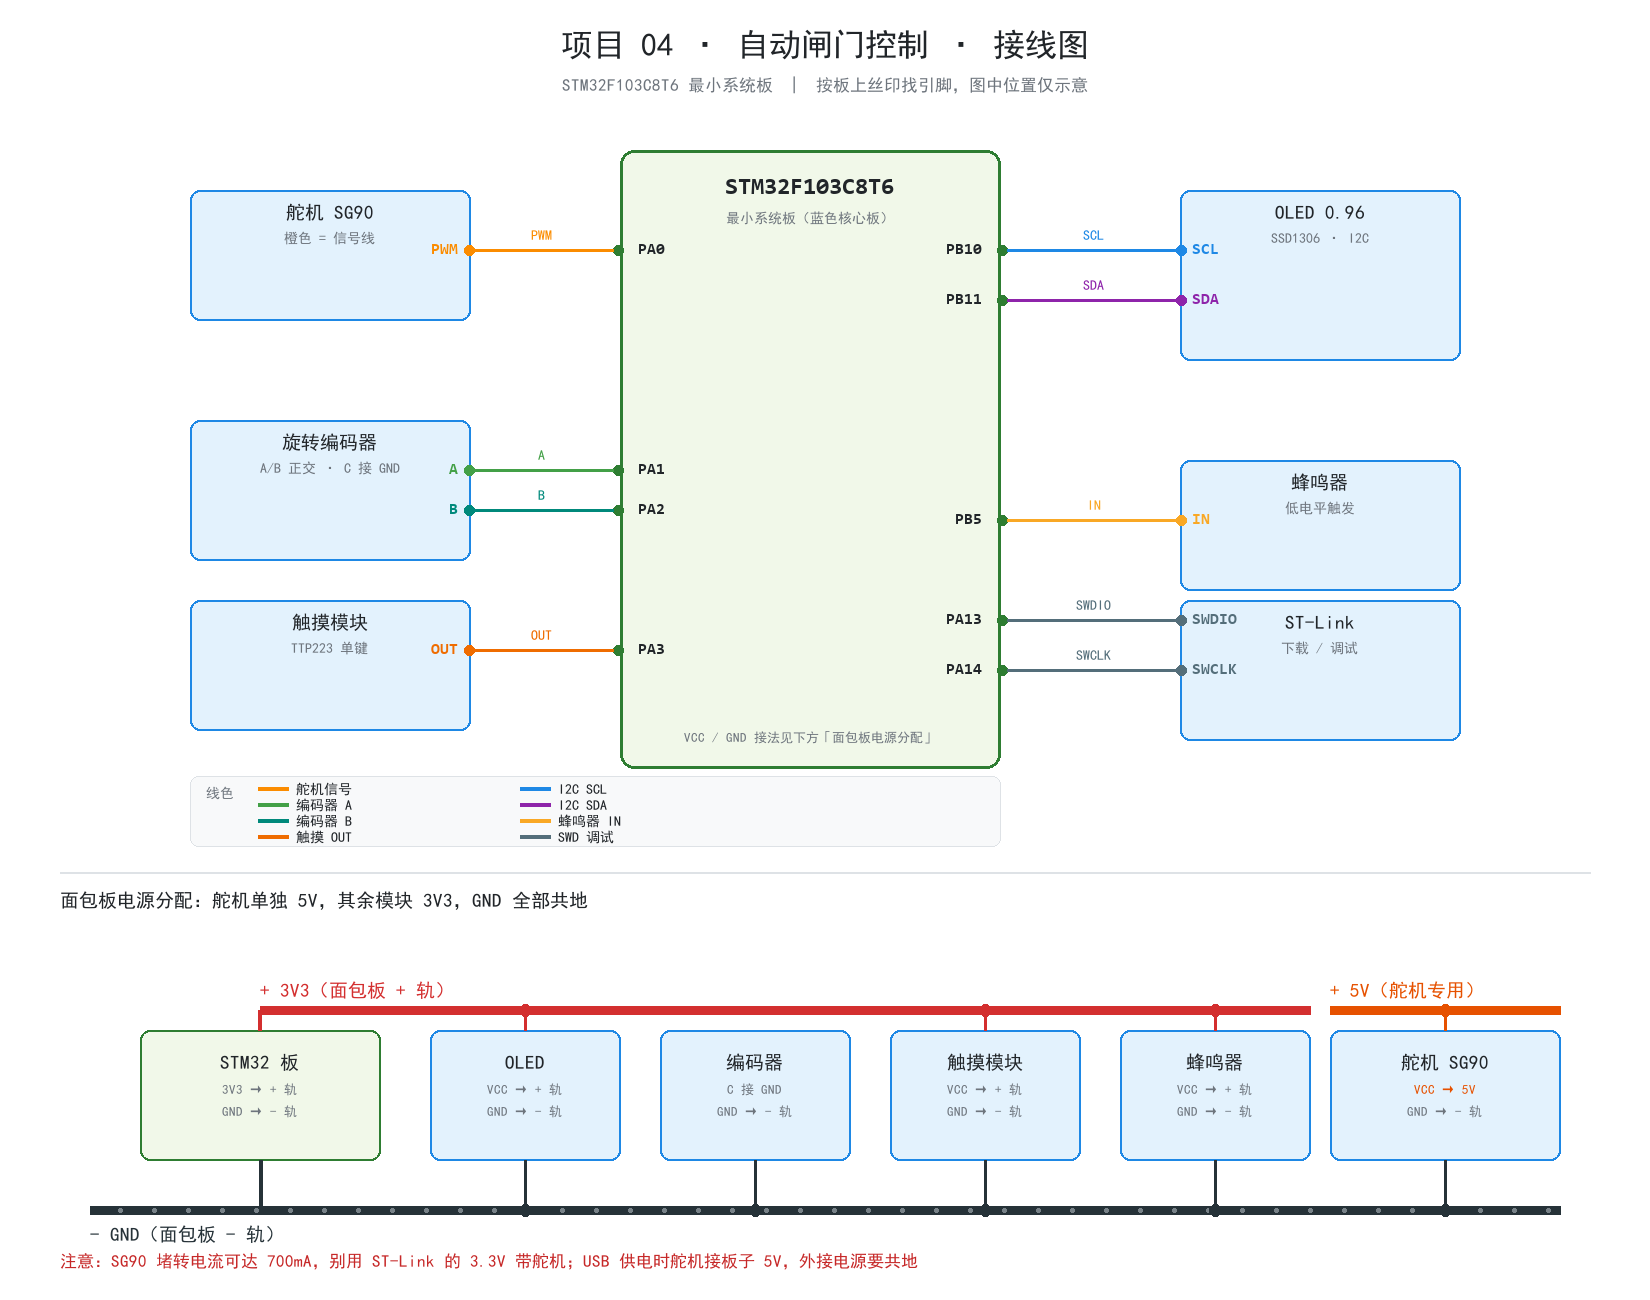 项目 04 · 自动闸门控制 · 接线图
STM32F103C8T6 最小系统板 | 按板上丝印找引脚，图中位置仅示意
舵机 SG90
橙色 = 信号线
PWM
PWM
STM32F103C8T6
最小系统板（蓝色核心板）
PA0
PB10
SCL
SCL
OLED 0.96
SSD1306 · I2C
PB11
SDA
SDA
旋转编码器
A/B 正交 · C 接 GND
A
A
PA1
B
B
PA2
PB5
IN
IN
蜂鸣器
低电平触发
触摸模块
TTP223 单键
OUT
OUT
PA3
PA13
SWDIO
SWDIO
ST-Link
下载 / 调试
PA14
SWCLK
SWCLK
VCC / GND 接法见下方「面包板电源分配」
线色
舵机信号
I2C SCL
编码器 A
I2C SDA
编码器 B
蜂鸣器 IN
触摸 OUT
SWD 调试
面包板电源分配：舵机单独 5V，其余模块 3V3，GND 全部共地
+ 3V3（面包板 + 轨）
+ 5V（舵机专用）
STM32 板
3V3 → + 轨
GND → - 轨
OLED
VCC → + 轨
GND → - 轨
编码器
C 接 GND
GND → - 轨
触摸模块
VCC → + 轨
GND → - 轨
蜂鸣器
VCC → + 轨
GND → - 轨
舵机 SG90
VCC → 5V
GND → - 轨
- GND（面包板 - 轨）
注意：SG90 堵转电流可达 700mA，别用 ST-Link 的 3.3V 带舵机；USB 供电时舵机接板子 5V，外接电源要共地